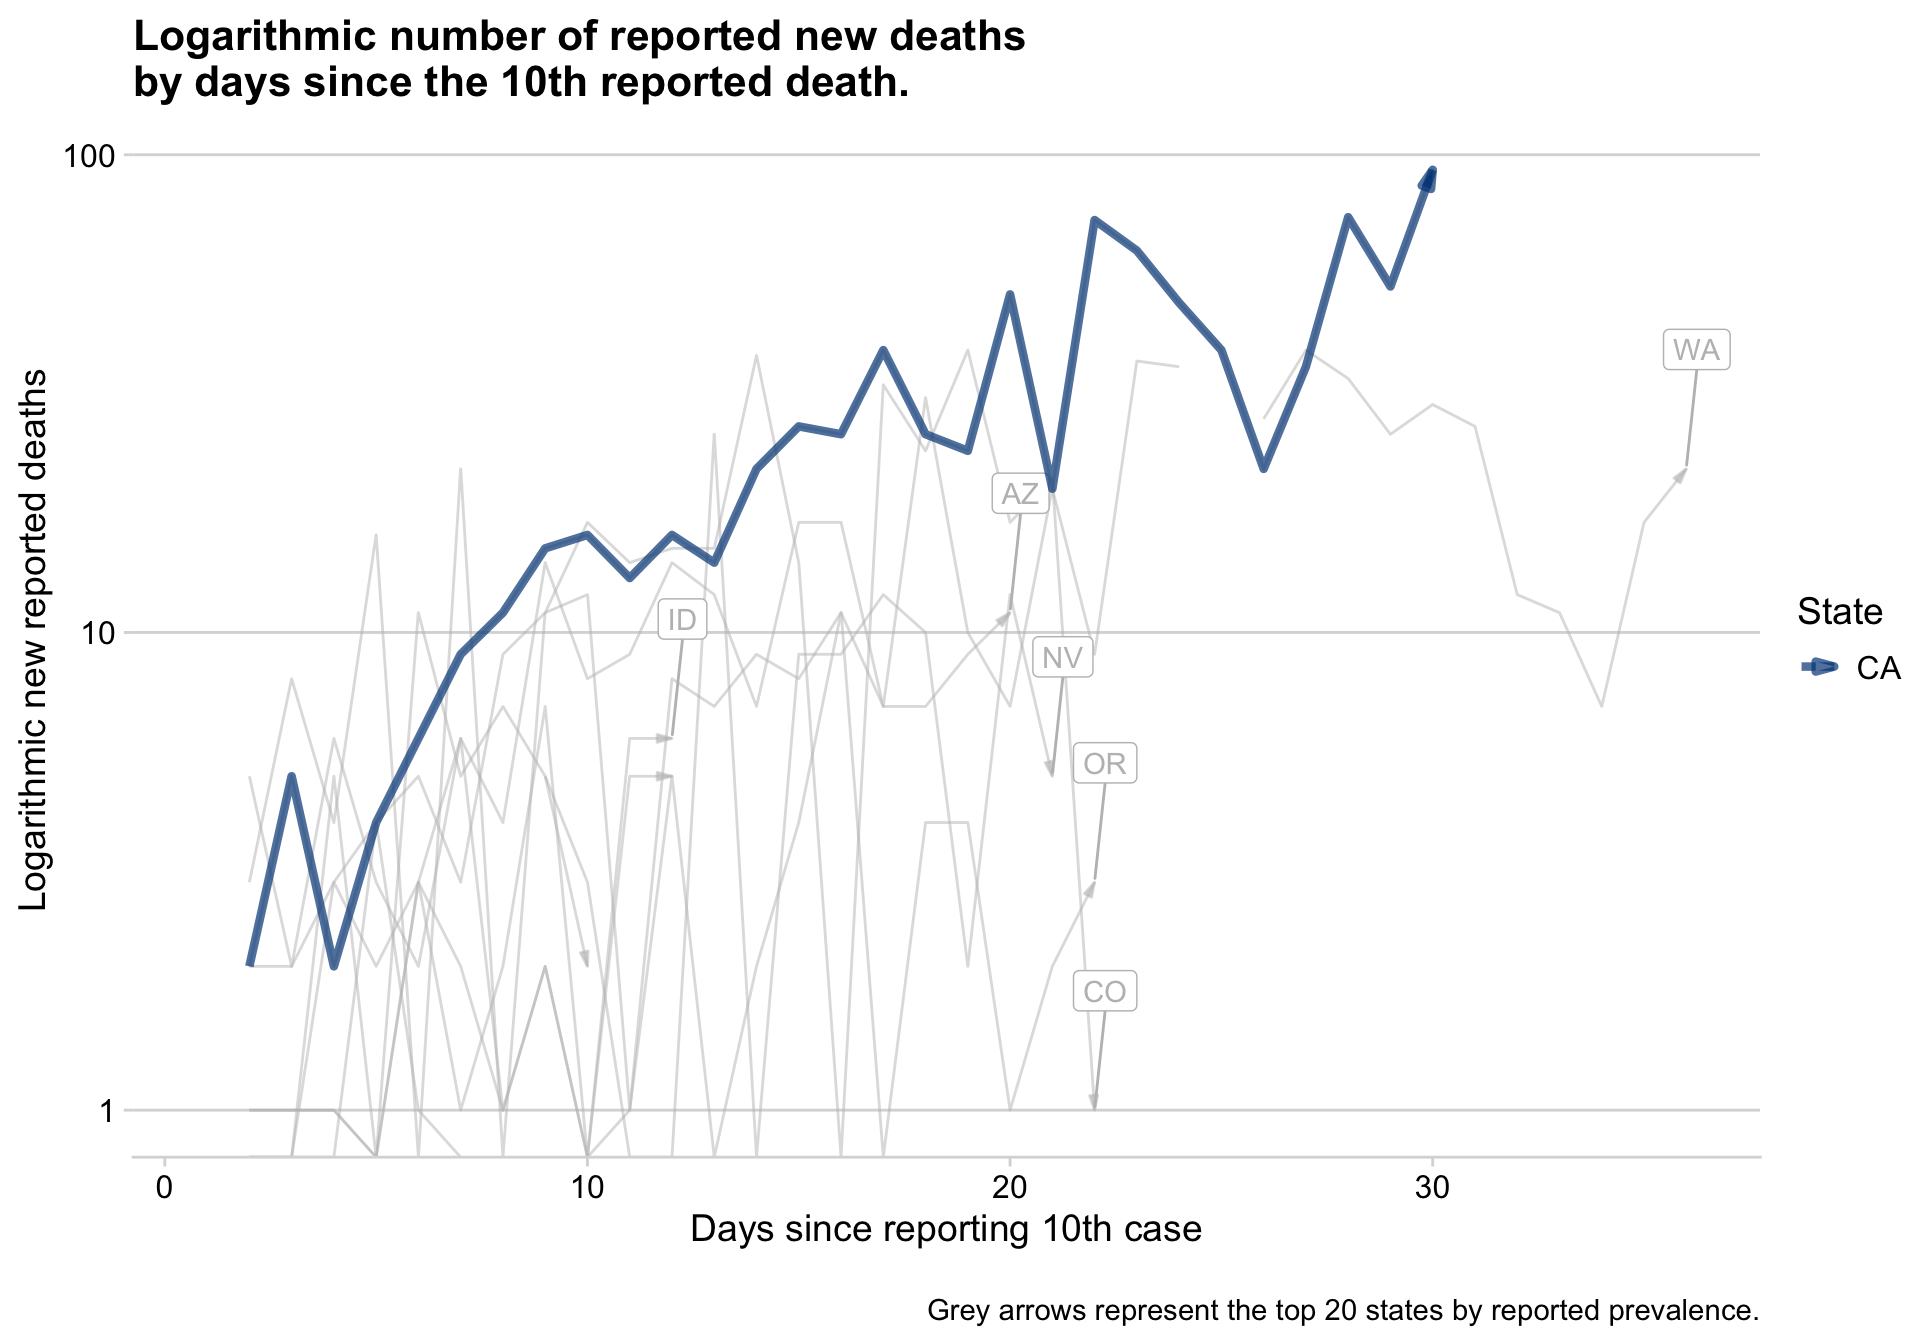 Logarithmic number of reported new deaths
by days since the 10th reported death.
100
10
1
Logarithmic new reported deaths
WA
AZ
ID
NV
OR
CO
State
CA
0 10 20 30
Days since reporting 10th case
Grey arrows represent the top 20 states by reported prevalence.